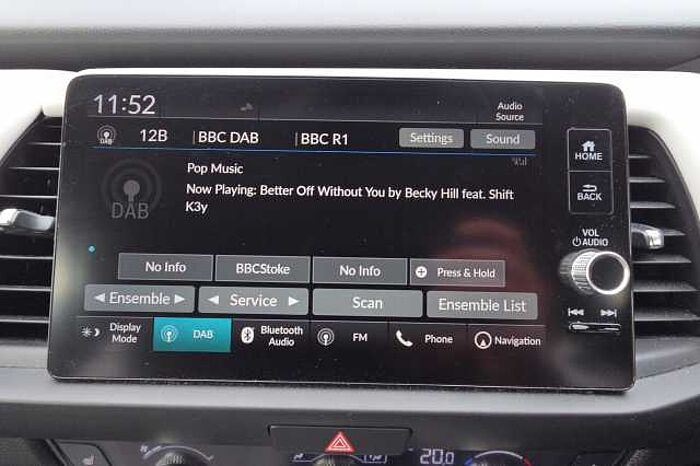 11:52
Audio
Source
DAB
12B
BBC DAB
BBC R1
Settings
Sound
HOME
Pop Music
Now Playing: Better Off Without You by Becky Hill feat. Shift
K3y
DAB
BACK
VOL
AUDIO
No Info
BBCStoke
No Info
Press & Hold
Ensemble
Service
Scan
Ensemble List
Display
Mode
DAB
Bluetooth
Audio
FM
Phone
Navigation
20.0